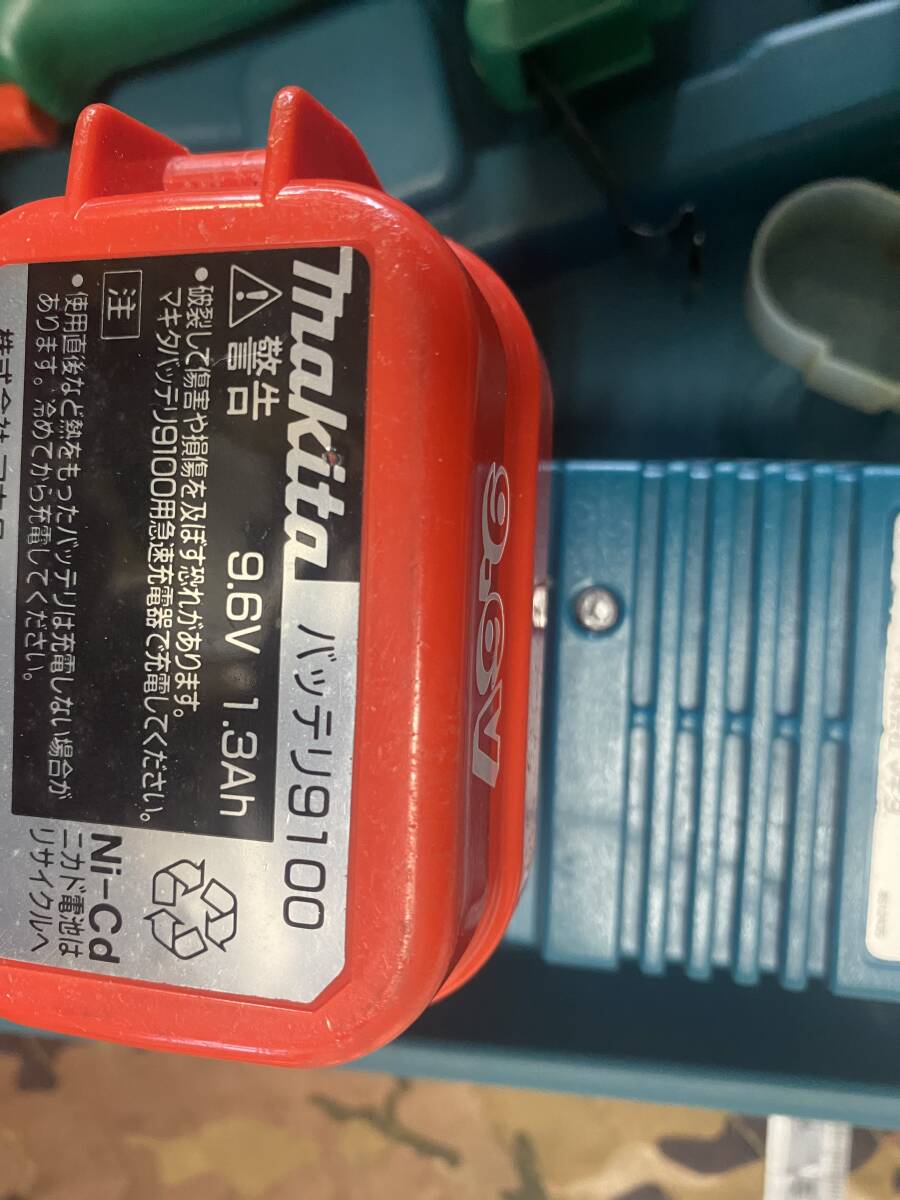 makita バッテリ9100
警告 9.6V 1.3Ah
・破裂して傷害や損傷を及ぼす恐れがあります。
マキタバッテリ9100用急速充電器で充電してください。
注
・使用直後など熱をもったバッテリは充電しない場合が
あります。冷めてから充電してください。
Ni-Cd
ニカド電池は
リサイクルへ
株式会社
9.6V